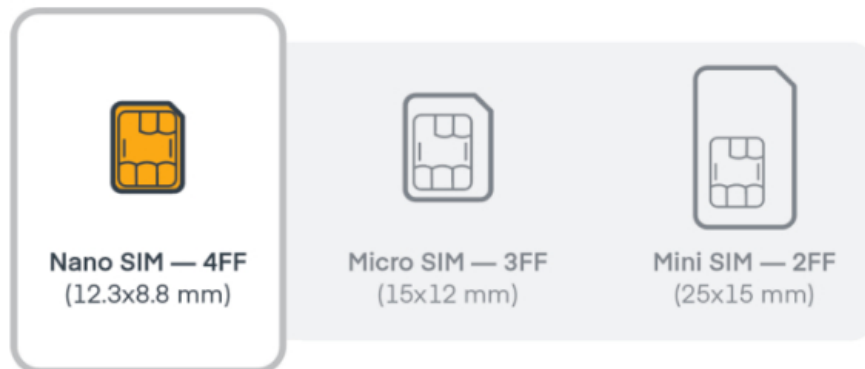 Nano SIM — 4FF
(12.3x8.8 mm)
Micro SIM — 3FF
(15x12 mm)
Mini SIM — 2FF
(25x15 mm)